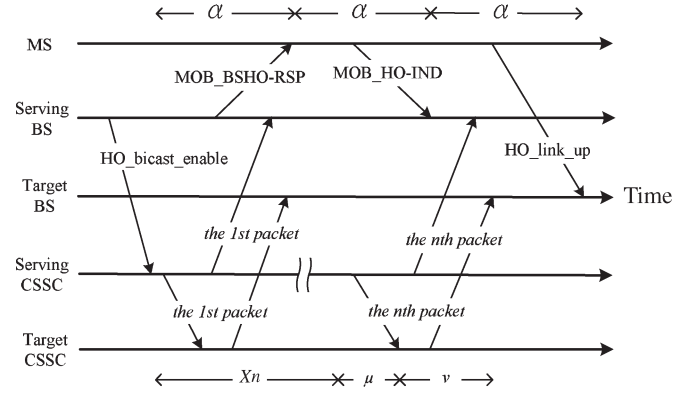 α α α
MS
MOB_BSHO-RSP
MOB_HO-IND
Serving
BS
HO_bicast_enable
HO_link_up
Target
BS
Time
the 1st packet
the nth packet
Serving
CSSC
the 1st packet
the nth packet
Target
CSSC
Xn μ ν